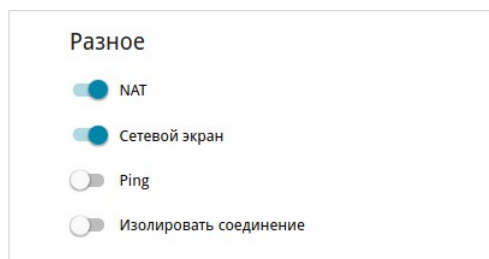 Разное
NAT
Сетевой экран
Ping
Изолировать соединение